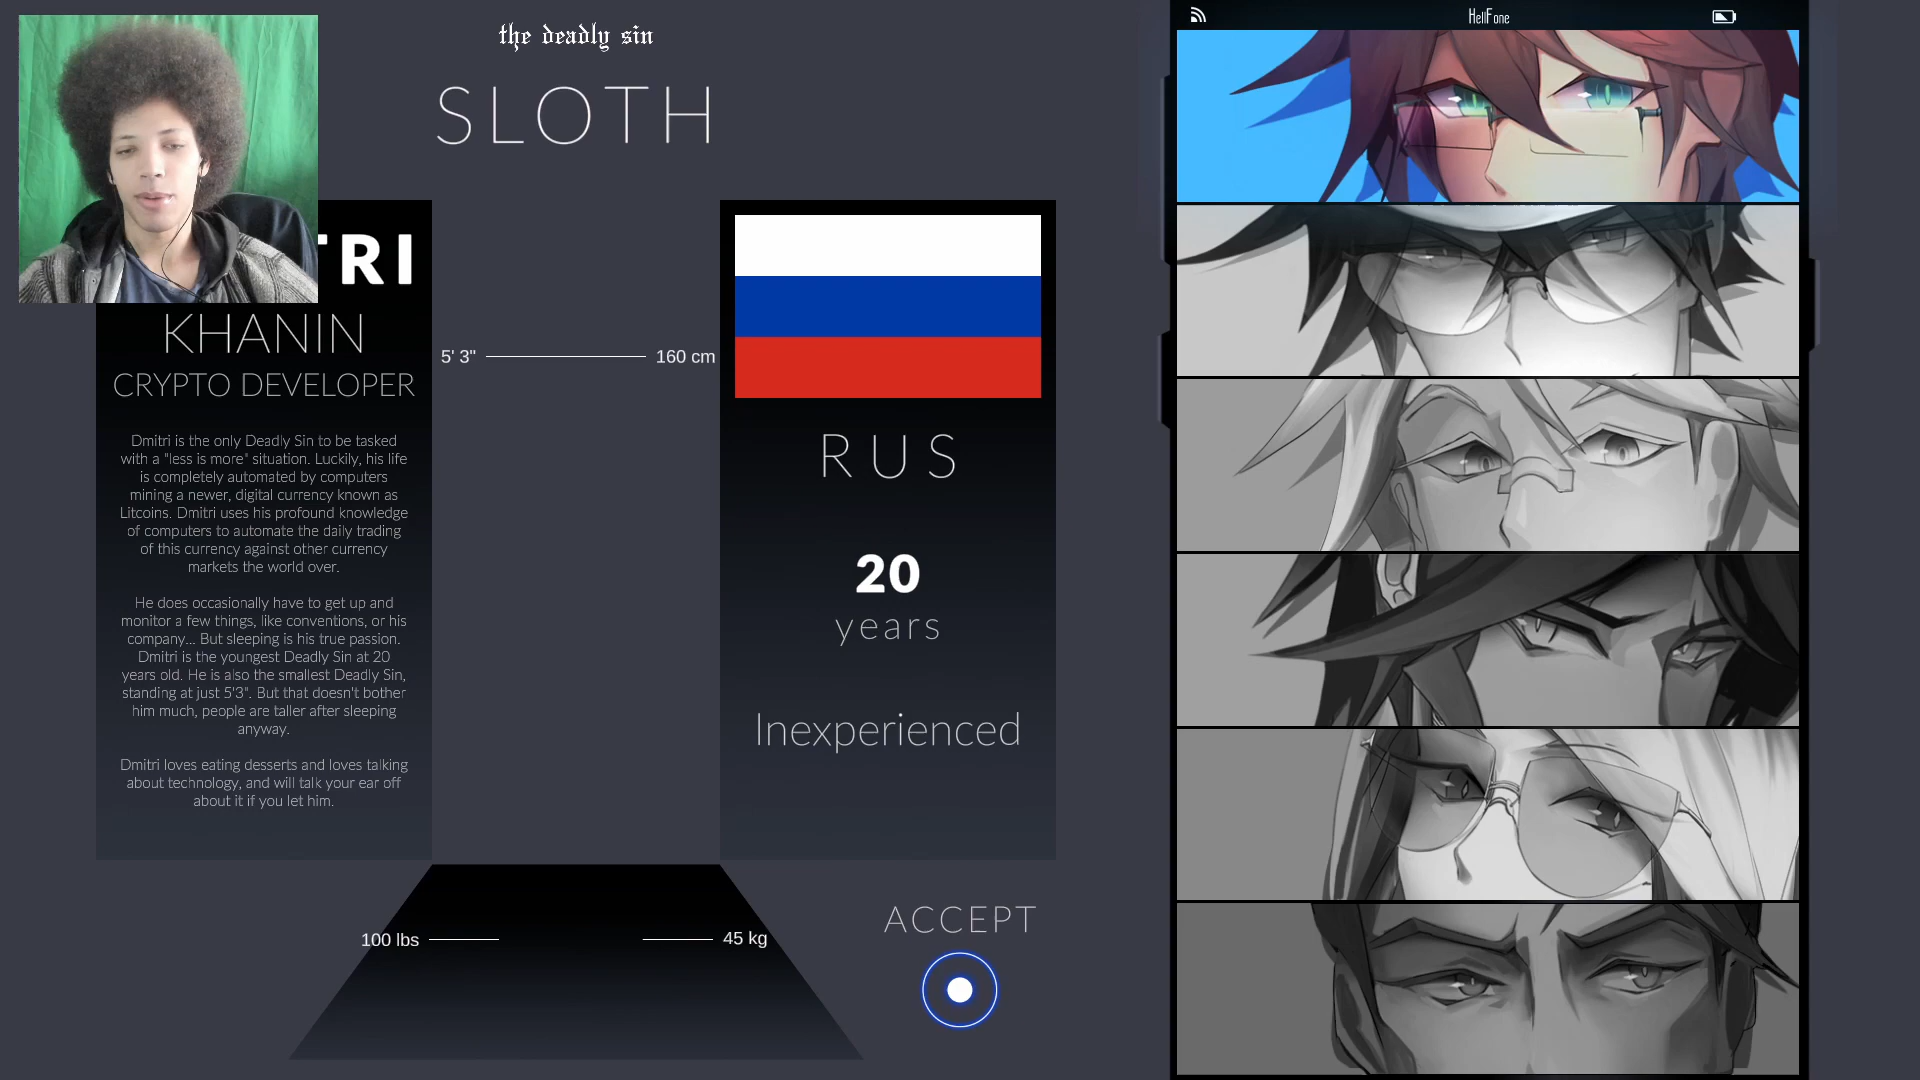 the deadly sin
SLOTH
TRI
KHANIN
CRYPTO DEVELOPER
Dmitri is the only Deadly Sin to be tasked
with a "less is more" situation. Luckily, his life
is completely automated by computers
mining a newer, digital currency known as
Litcoins. Dmitri uses his profound knowledge
of computers to automate the daily trading
of this currency against other currency
markets the world over.
He does occasionally have to get up and
monitor a few things, like conventions, or his
company... But sleeping is his true passion.
Dmitri is the youngest Deadly Sin at 20
years old. He is also the smallest Deadly Sin,
standing at just 5'3". But that doesn't bother
him much, people are taller after sleeping
anyway.
Dmitri loves eating desserts and loves talking
about technology, and will talk your ear off
about it if you let him.
5' 3" 160 cm
RUS
20
years
Inexperienced
100 lbs 45 kg
ACCEPT
HellFone